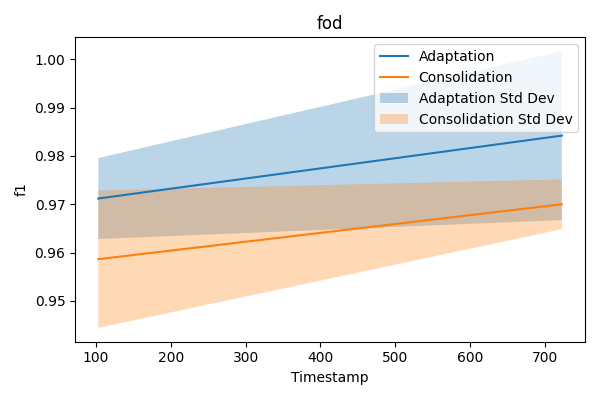 fod
1.00
0.99
0.98
0.97
0.96
0.95
f1
Adaptation
Consolidation
Adaptation Std Dev
Consolidation Std Dev
100 200 300 400 500 600 700
Timestamp